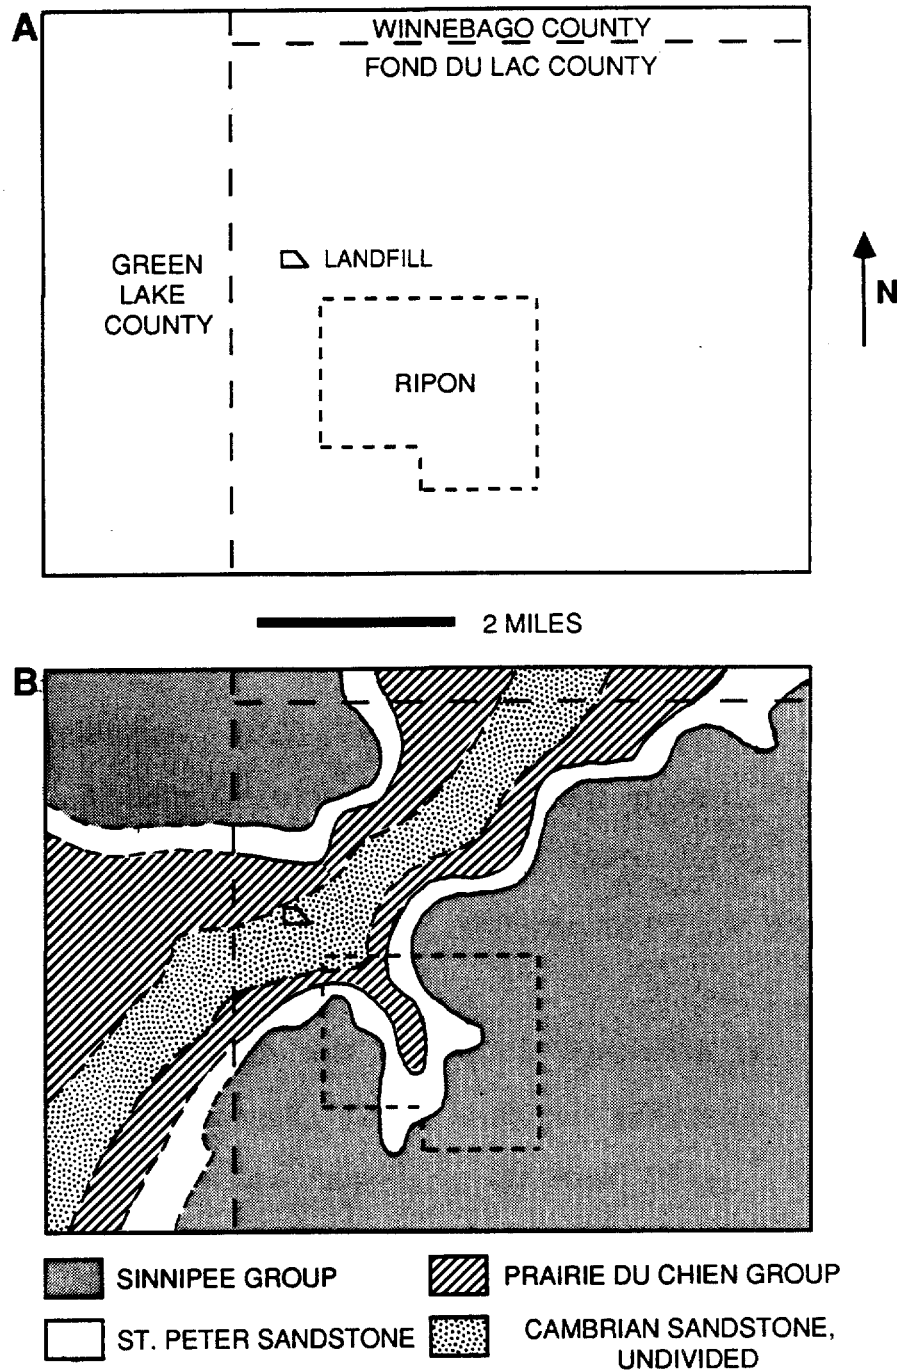 A
WINNEBAGO COUNTY
FOND DU LAC COUNTY
GREEN
LAKE
COUNTY
LANDFILL
RIPON
N
2 MILES
B
SINNIPEE GROUP
PRAIRIE DU CHIEN GROUP
ST. PETER SANDSTONE
CAMBRIAN SANDSTONE,
UNDIVIDED